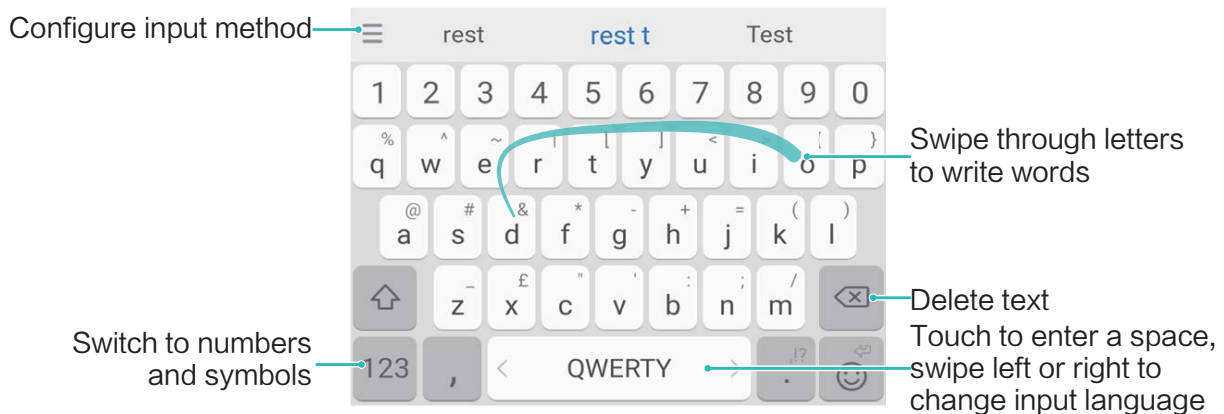 Configure input method
rest rest t Test
1 2 3 4 5 6 7 8 9 0
% ^ ~ | [ ] < > { }
q w e r t y u i o p
Swipe through letters
to write words
@ # & * - + = ( )
a s d f g h j k l
_ £ " ' : ; /
z x c v b n m
Delete text
Switch to numbers
and symbols
123 , < QWERTY > ,!? .
Touch to enter a space,
swipe left or right to
change input language